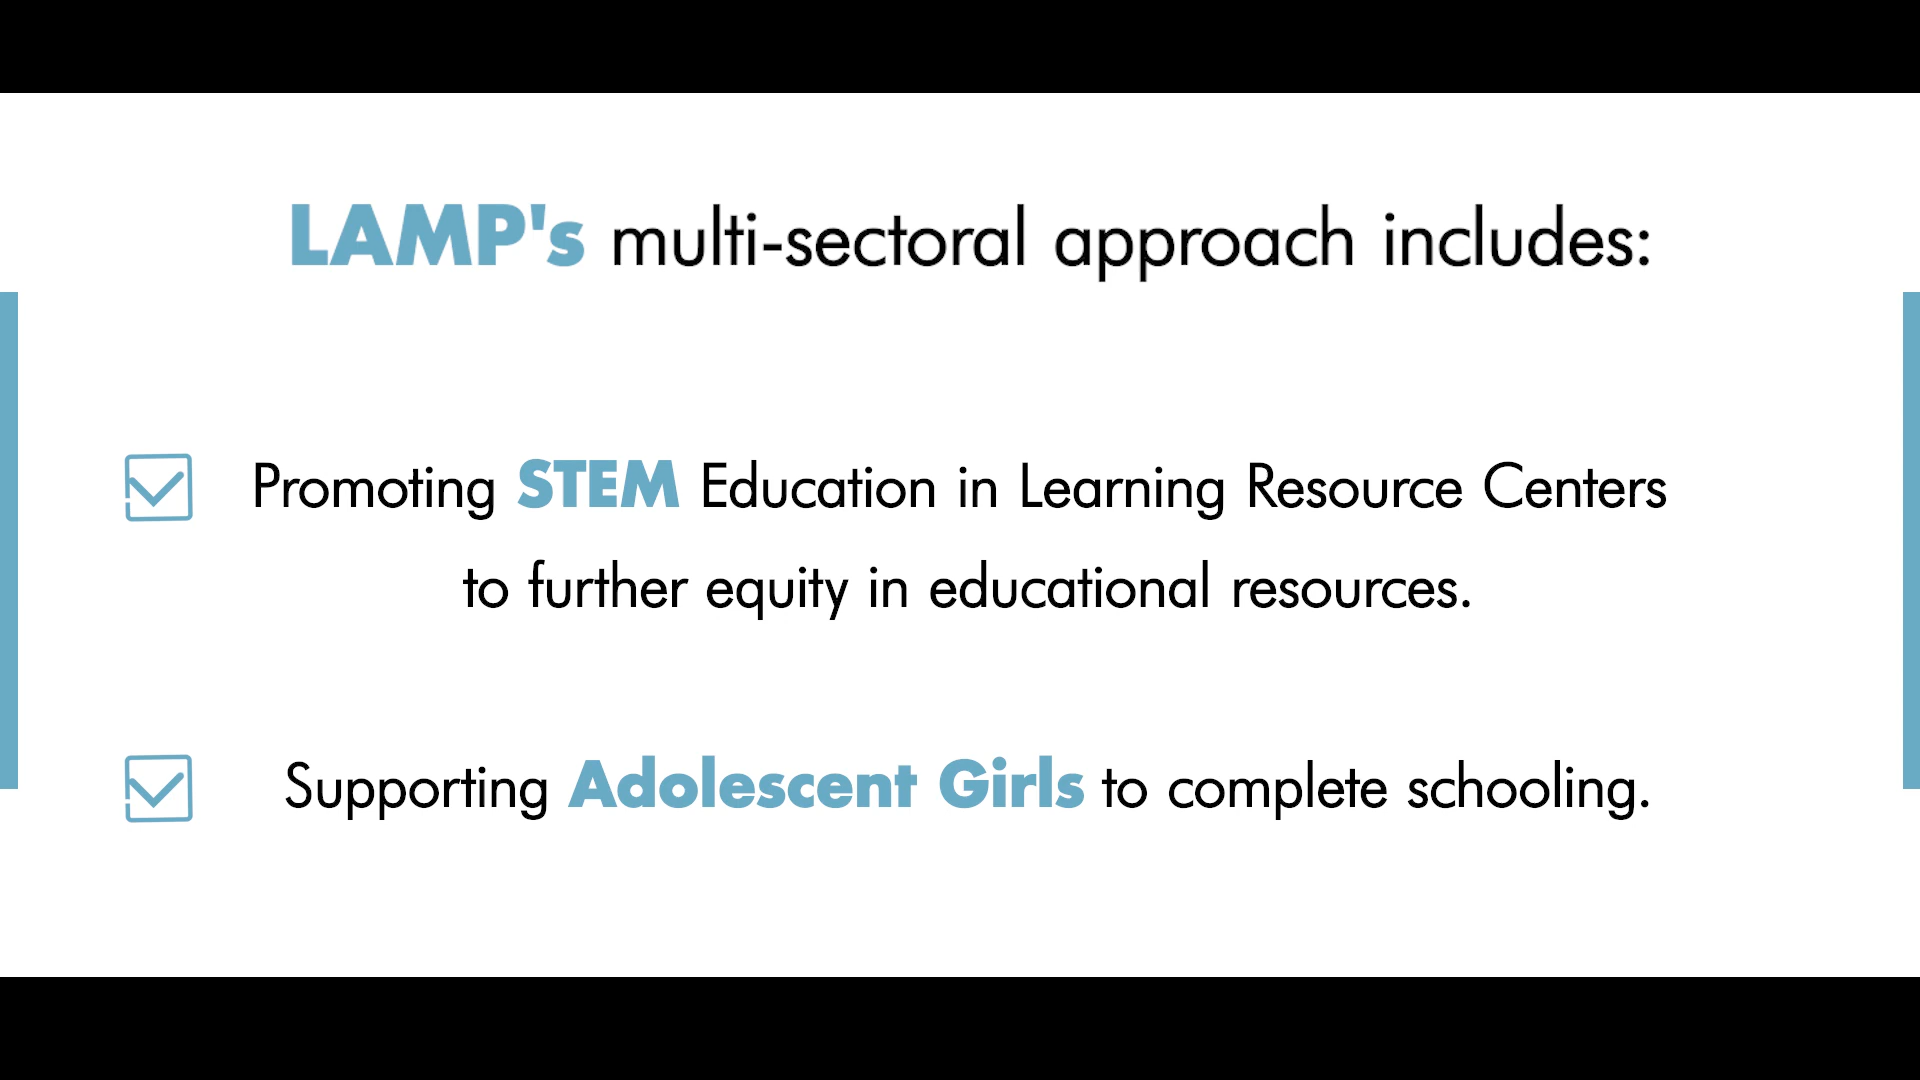 LAMP's multi-sectoral approach includes:
Promoting STEM Education in Learning Resource Centers
to further equity in educational resources.
Supporting Adolescent Girls to complete schooling.